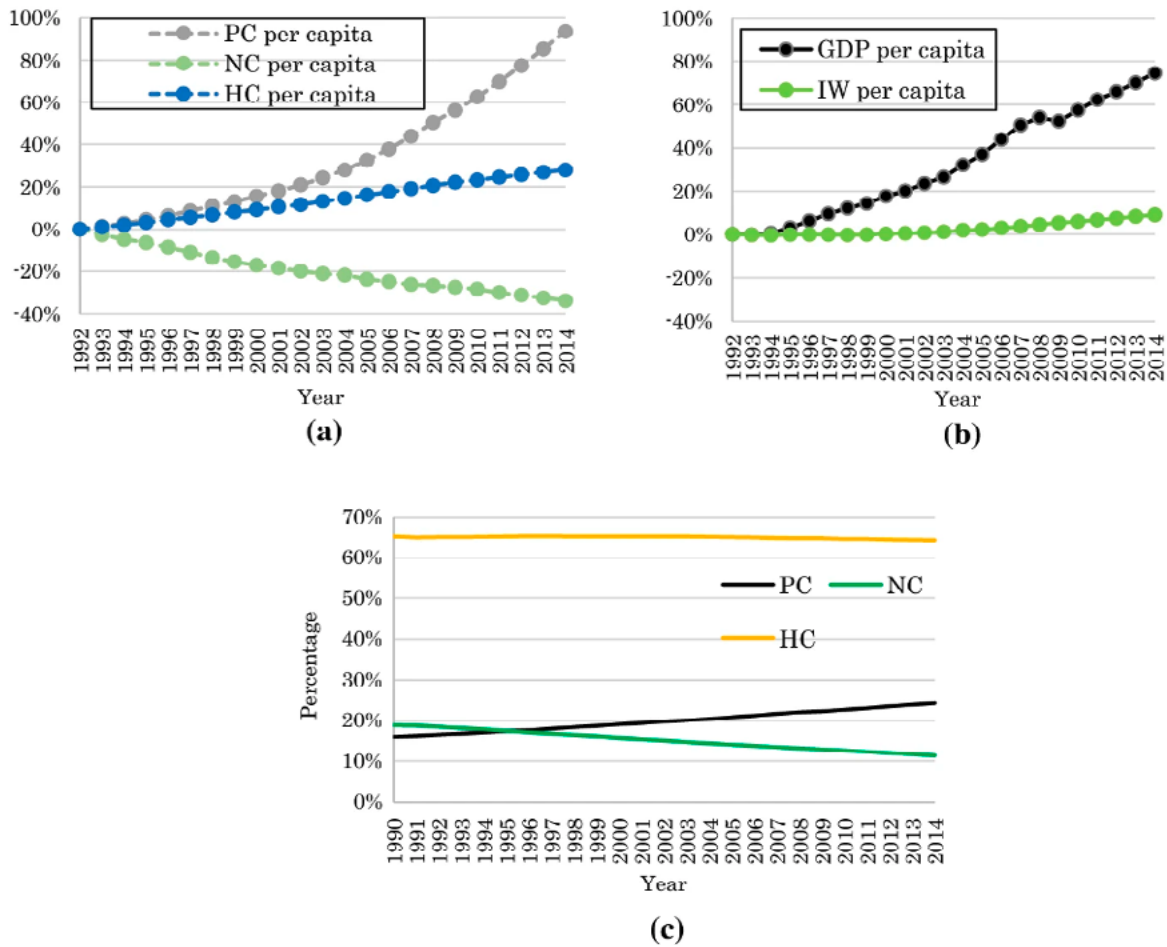 100%
80%
60%
40%
20%
0%
-20%
-40%
PC per capita
NC per capita
HC per capita
1992 1993 1994 1995 1996 1997 1998 1999 2000 2001 2002 2003 2004 2005 2006 2007 2008 2009 2010 2011 2012 2013 2014
Year
(a)
100%
80%
60%
40%
20%
0%
-20%
-40%
GDP per capita
IW per capita
1992 1993 1994 1995 1996 1997 1998 1999 2000 2001 2002 2003 2004 2005 2006 2007 2008 2009 2010 2011 2012 2013 2014
Year
(b)
Percentage
70%
60%
50%
40%
30%
20%
10%
0%
PC NC
HC
1990 1991 1992 1993 1994 1995 1996 1997 1998 1999 2000 2001 2002 2003 2004 2005 2006 2007 2008 2009 2010 2011 2012 2013 2014
Year
(c)